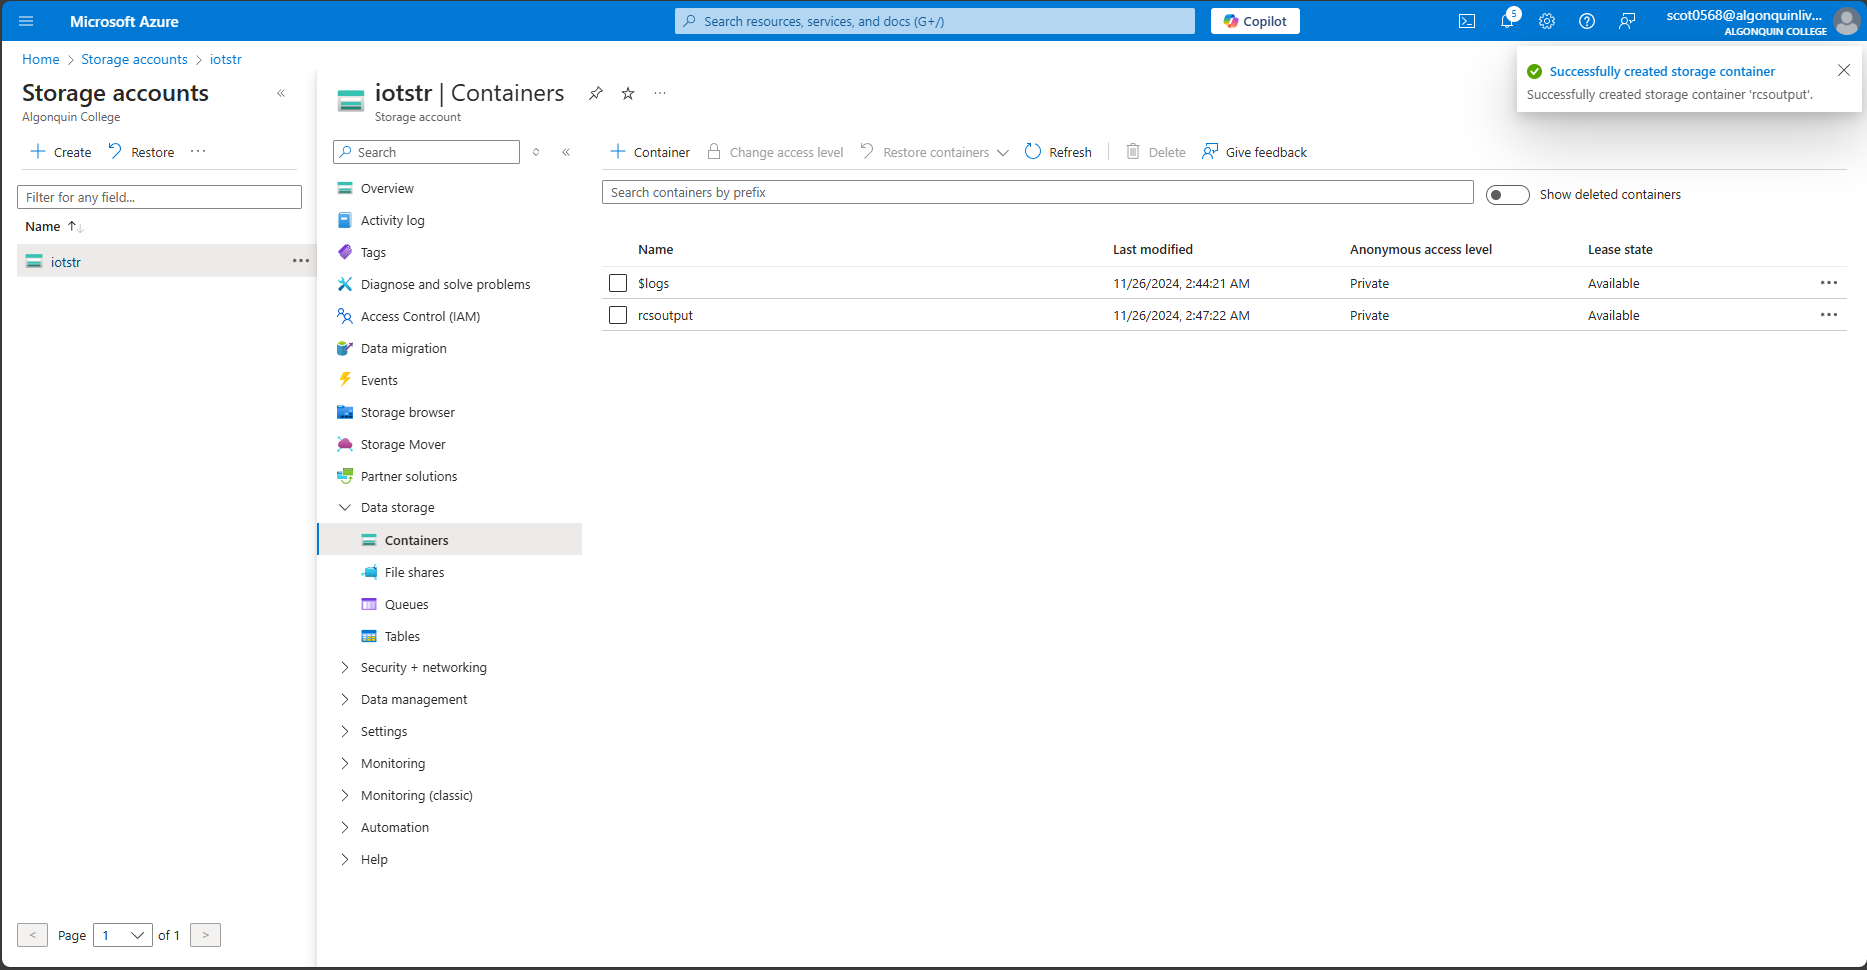 Microsoft Azure
Search resources, services, and docs (G+/)
Copilot
5
scot0568@algonquinliv...
ALGONQUIN COLLEGE
Home > Storage accounts > iotstr
Successfully created storage container
Successfully created storage container 'rcsoutput'.
Storage accounts
Algonquin College
Create
Restore
Filter for any field...
Name
iotstr
< Page 1 of 1 >
iotstr | Containers
Storage account
Search
Overview
Activity log
Tags
Diagnose and solve problems
Access Control (IAM)
Data migration
Events
Storage browser
Storage Mover
Partner solutions
Data storage
Containers
File shares
Queues
Tables
Security + networking
Data management
Settings
Monitoring
Monitoring (classic)
Automation
Help
Container
Change access level
Restore containers
Refresh
Delete
Give feedback
Search containers by prefix
Show deleted containers
Name Last modified Anonymous access level Lease state
$logs 11/26/2024, 2:44:21 AM Private Available
rcsoutput 11/26/2024, 2:47:22 AM Private Available